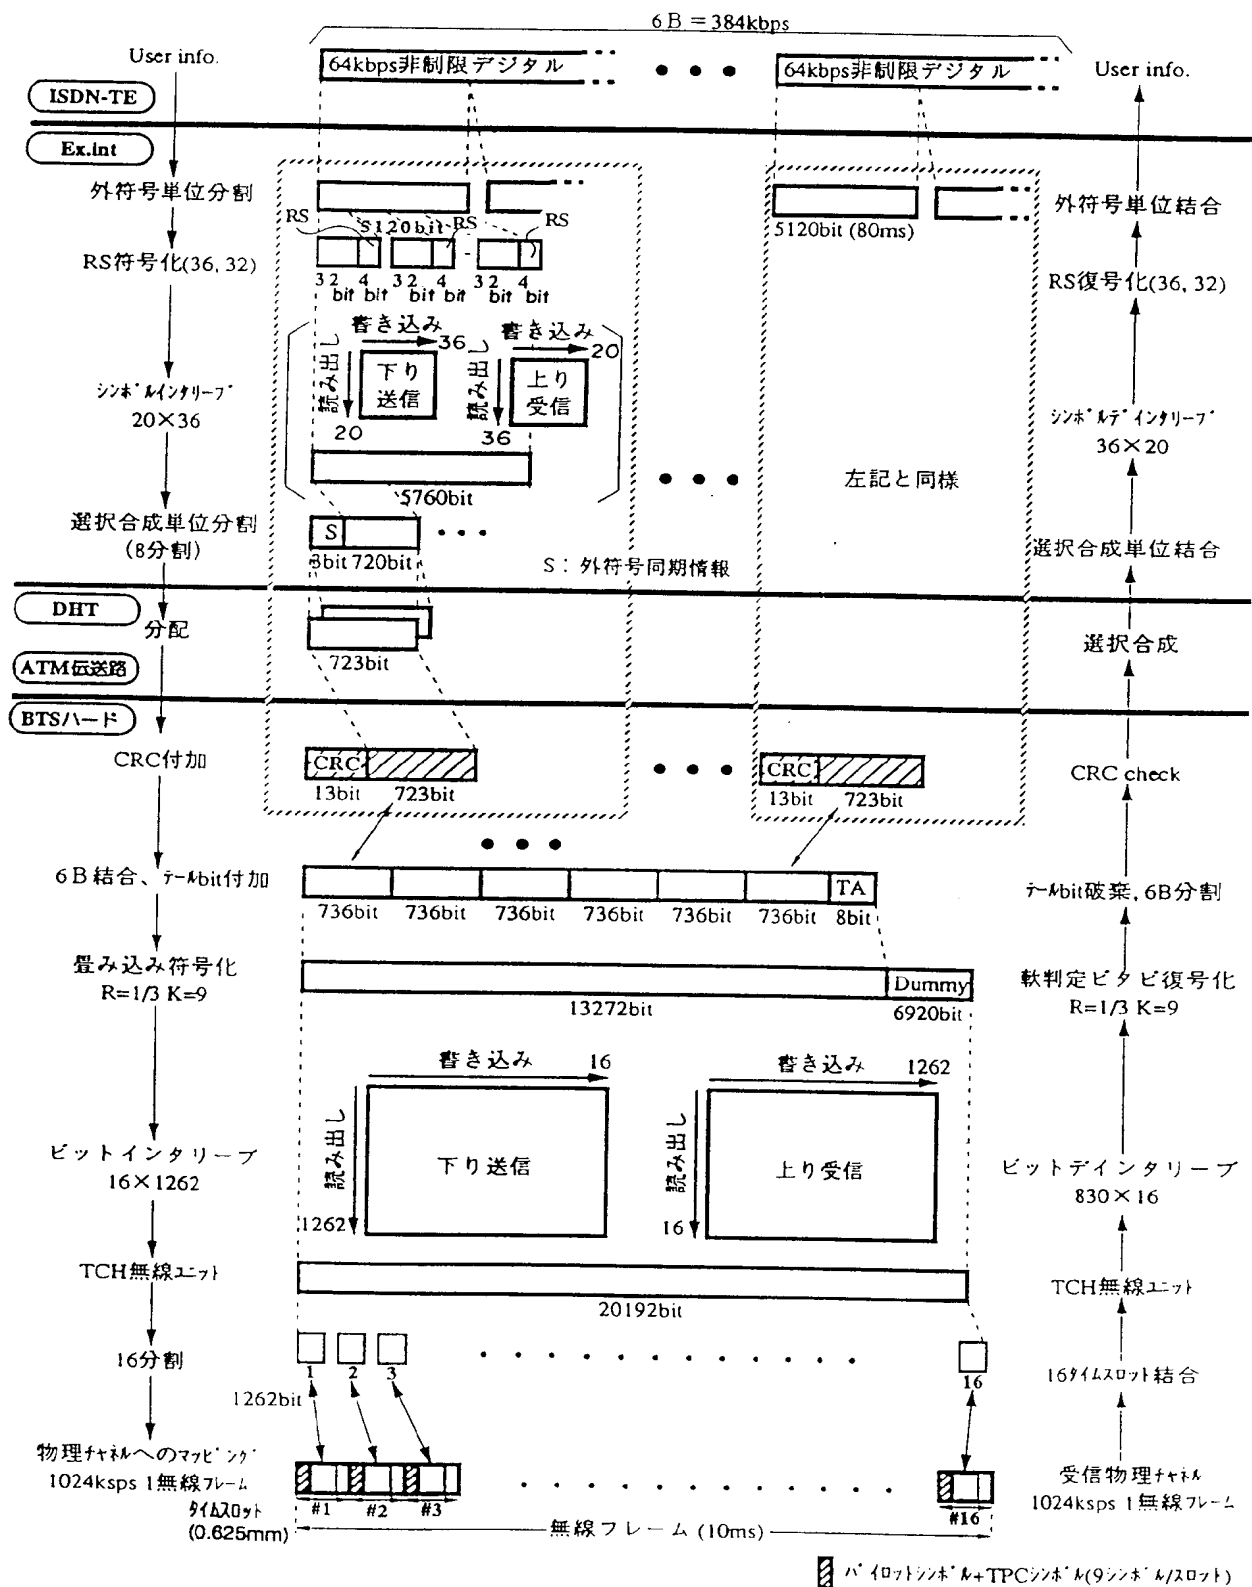 6B=384kbps
User info.
64kbps非制限デジタル
64kbps非制限デジタル
User info.
ISDN-TE
Ex.int
外符号単位分割
5120bit
5120bit (80ms)
外符号単位結合
RS RS RS
RS符号化(36, 32)
32bit 4bit 32bit 4bit 32bit 4bit
RS復号化(36, 32)
書き込み 36
読み出し
下り送信
20
書き込み 20
読み出し
上り受信
36
シンボルインタリーブ
20×36
シンボルデインタリーブ
36×20
5760bit
左記と同様
選択合成単位分割
(8分割)
S
3bit 720bit
S: 外符号同期情報
選択合成単位結合
DHT
分配
723bit
選択合成
ATM伝送路
BTSハード
CRC付加
CRC
13bit 723bit
CRC
13bit 723bit
CRC check
6B結合、テールbit付加
TA
736bit 736bit 736bit 736bit 736bit 736bit 8bit
テールbit破棄, 6B分割
畳み込み符号化
R=1/3 K=9
Dummy
13272bit 6920bit
軟判定ビタビ復号化
R=1/3 K=9
書き込み 16
読み出し
下り送信
1262
書き込み 1262
読み出し
上り受信
16
ビットインタリーブ
16×1262
ビットデインタリーブ
830×16
TCH無線ユニット
20192bit
TCH無線ユニット
16分割
1 2 3 16
1262bit
16タイムスロット結合
物理チャネルへのマッピング
1024ksps 1無線フレーム
タイムスロット
(0.625mm)
#1 #2 #3 #16
無線フレーム (10ms)
受信物理チャネル
1024ksps 1無線フレーム
パイロットシンボル+TPCシンボル(9シンボル/スロット)